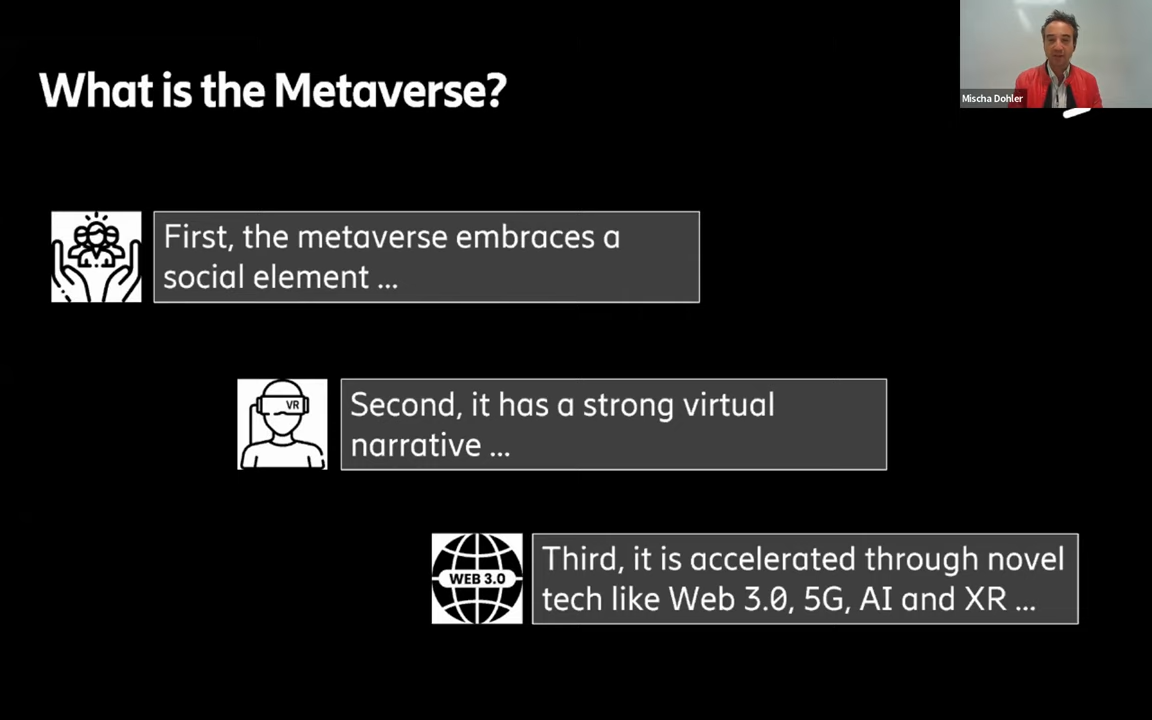 What is the Metaverse?
Mischa Dohler
First, the metaverse embraces a
social element ...
VR
Second, it has a strong virtual
narrative ...
WEB 3.0
Third, it is accelerated through novel
tech like Web 3.0, 5G, AI and XR ...